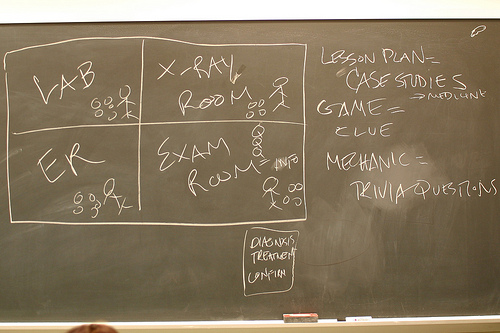 LAB
X-RAY
ROOM
ER
EXAM
ROOM = INFO
DIAGNOSIS
TREATMENT
CONFIRM
LESSON PLAN =
CASE STUDIES
→ MEDICINE
GAME =
CLUE
MECHANIC =
TRIVIA QUESTIONS